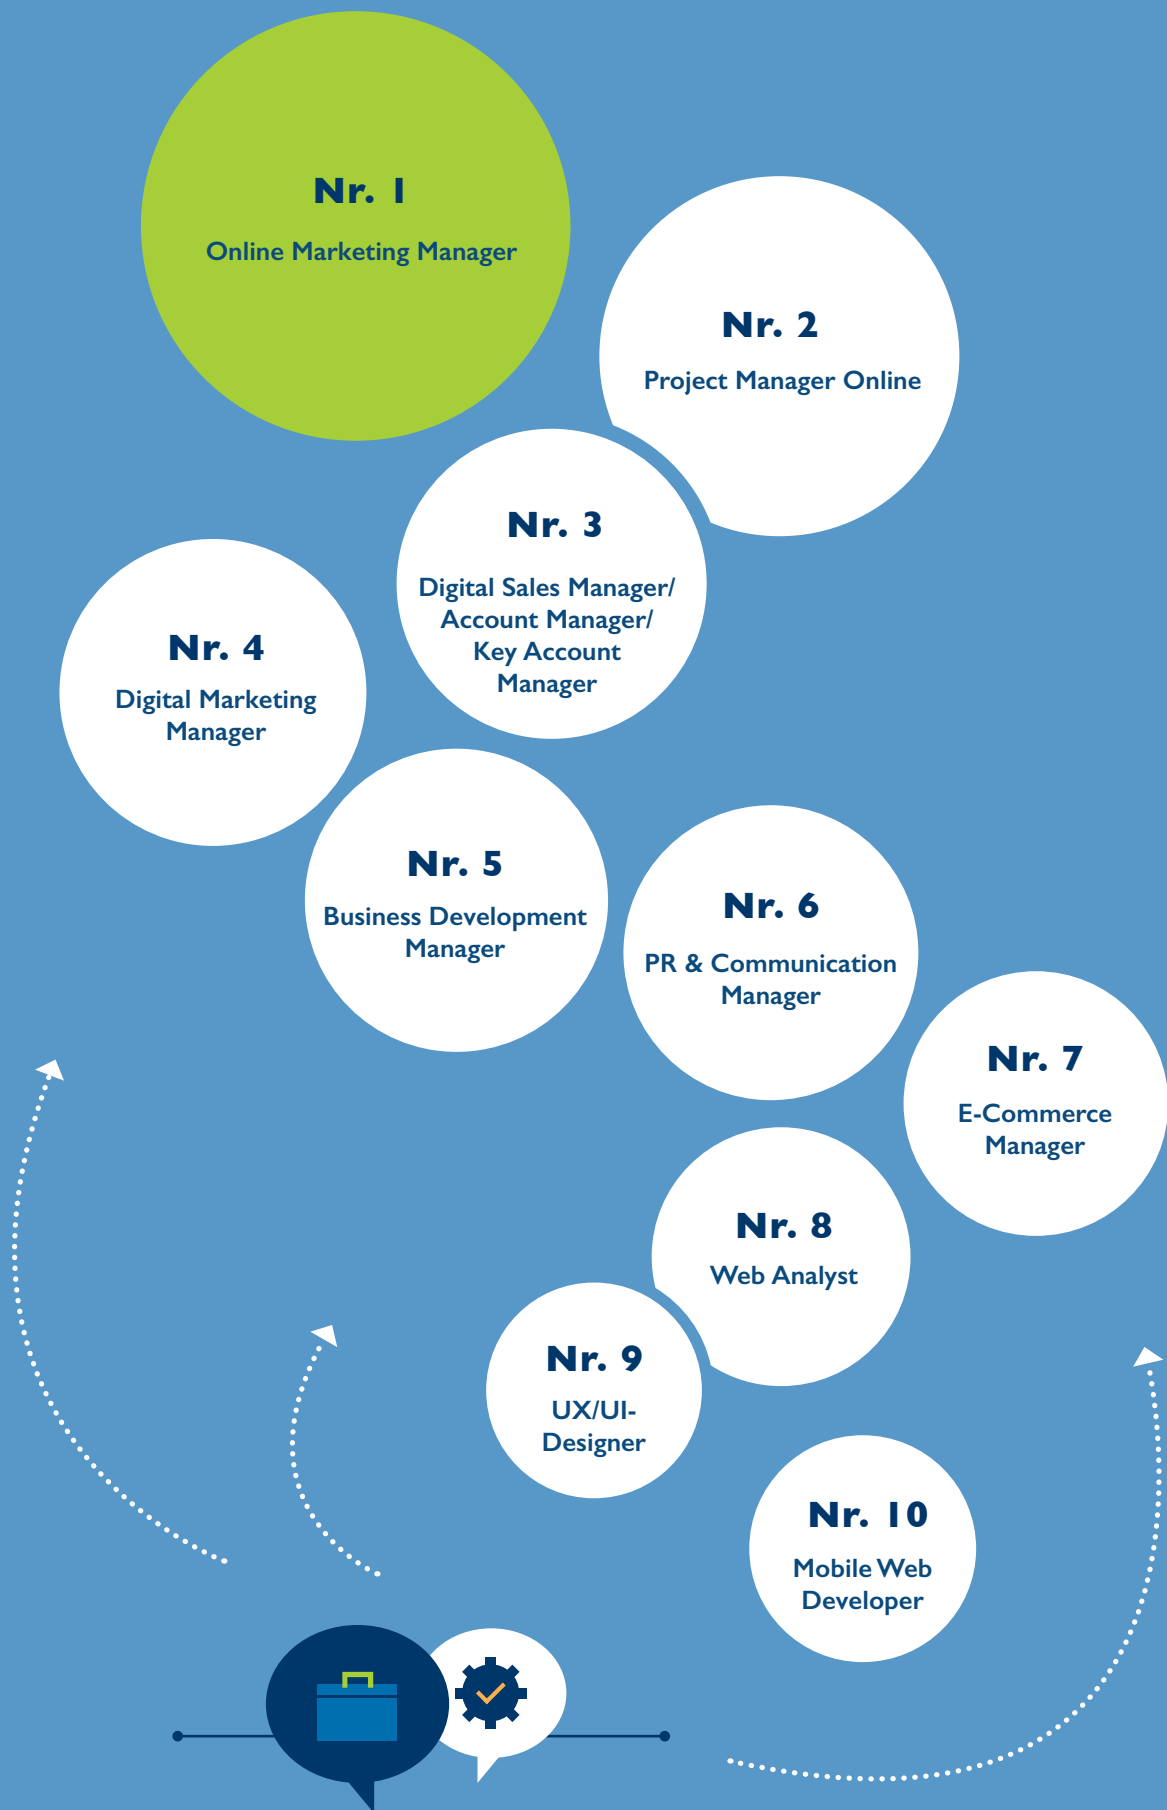 Nr. 1
Online Marketing Manager
Nr. 2
Project Manager Online
Nr. 3
Digital Sales Manager/
Account Manager/
Key Account
Manager
Nr. 4
Digital Marketing
Manager
Nr. 5
Business Development
Manager
Nr. 6
PR & Communication
Manager
Nr. 7
E-Commerce
Manager
Nr. 8
Web Analyst
Nr. 9
UX/UI-
Designer
Nr. 10
Mobile Web
Developer